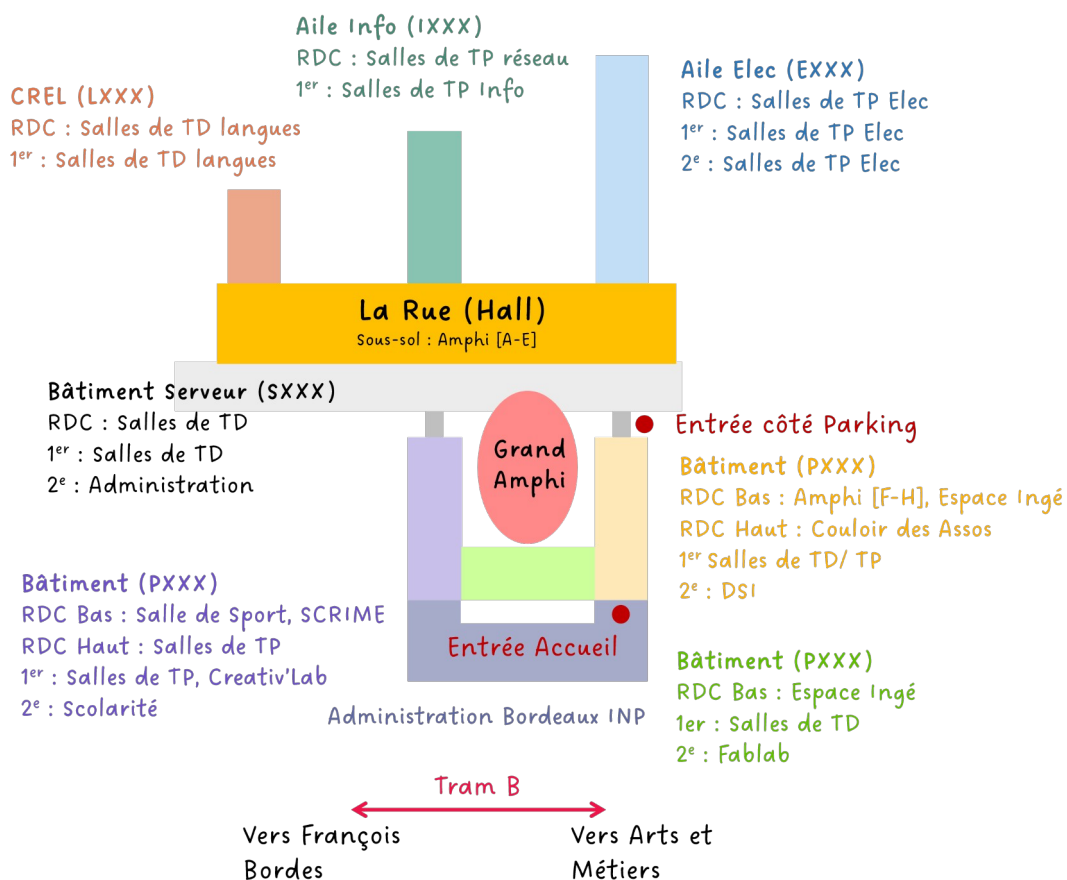 Aile Info (IXXX)
RDC : Salles de TP réseau
1er : Salles de TP Info
Aile Elec (EXXX)
RDC : Salles de TP Elec
1er : Salles de TP Elec
2e : Salles de TP Elec
CREL (LXXX)
RDC : Salles de TD langues
1er : Salles de TD langues
La Rue (Hall)
Sous-sol : Amphi [A-E]
Bâtiment Serveur (SXXX)
RDC : Salles de TD
1er : Salles de TD
2e : Administration
Grand
Amphi
Entrée côté Parking
Bâtiment (PXXX)
RDC Bas : Amphi [F-H], Espace Ingé
RDC Haut : Couloir des Assos
1er Salles de TD/ TP
2e : DSI
Bâtiment (PXXX)
RDC Bas : Salle de Sport, SCRIME
RDC Haut : Salles de TP
1er : Salles de TP, Creativ'Lab
2e : Scolarité
Entrée Accueil
Bâtiment (PXXX)
RDC Bas : Espace Ingé
1er : Salles de TD
2e : Fablab
Administration Bordeaux INP
Tram B
Vers François
Bordes
Vers Arts et
Métiers